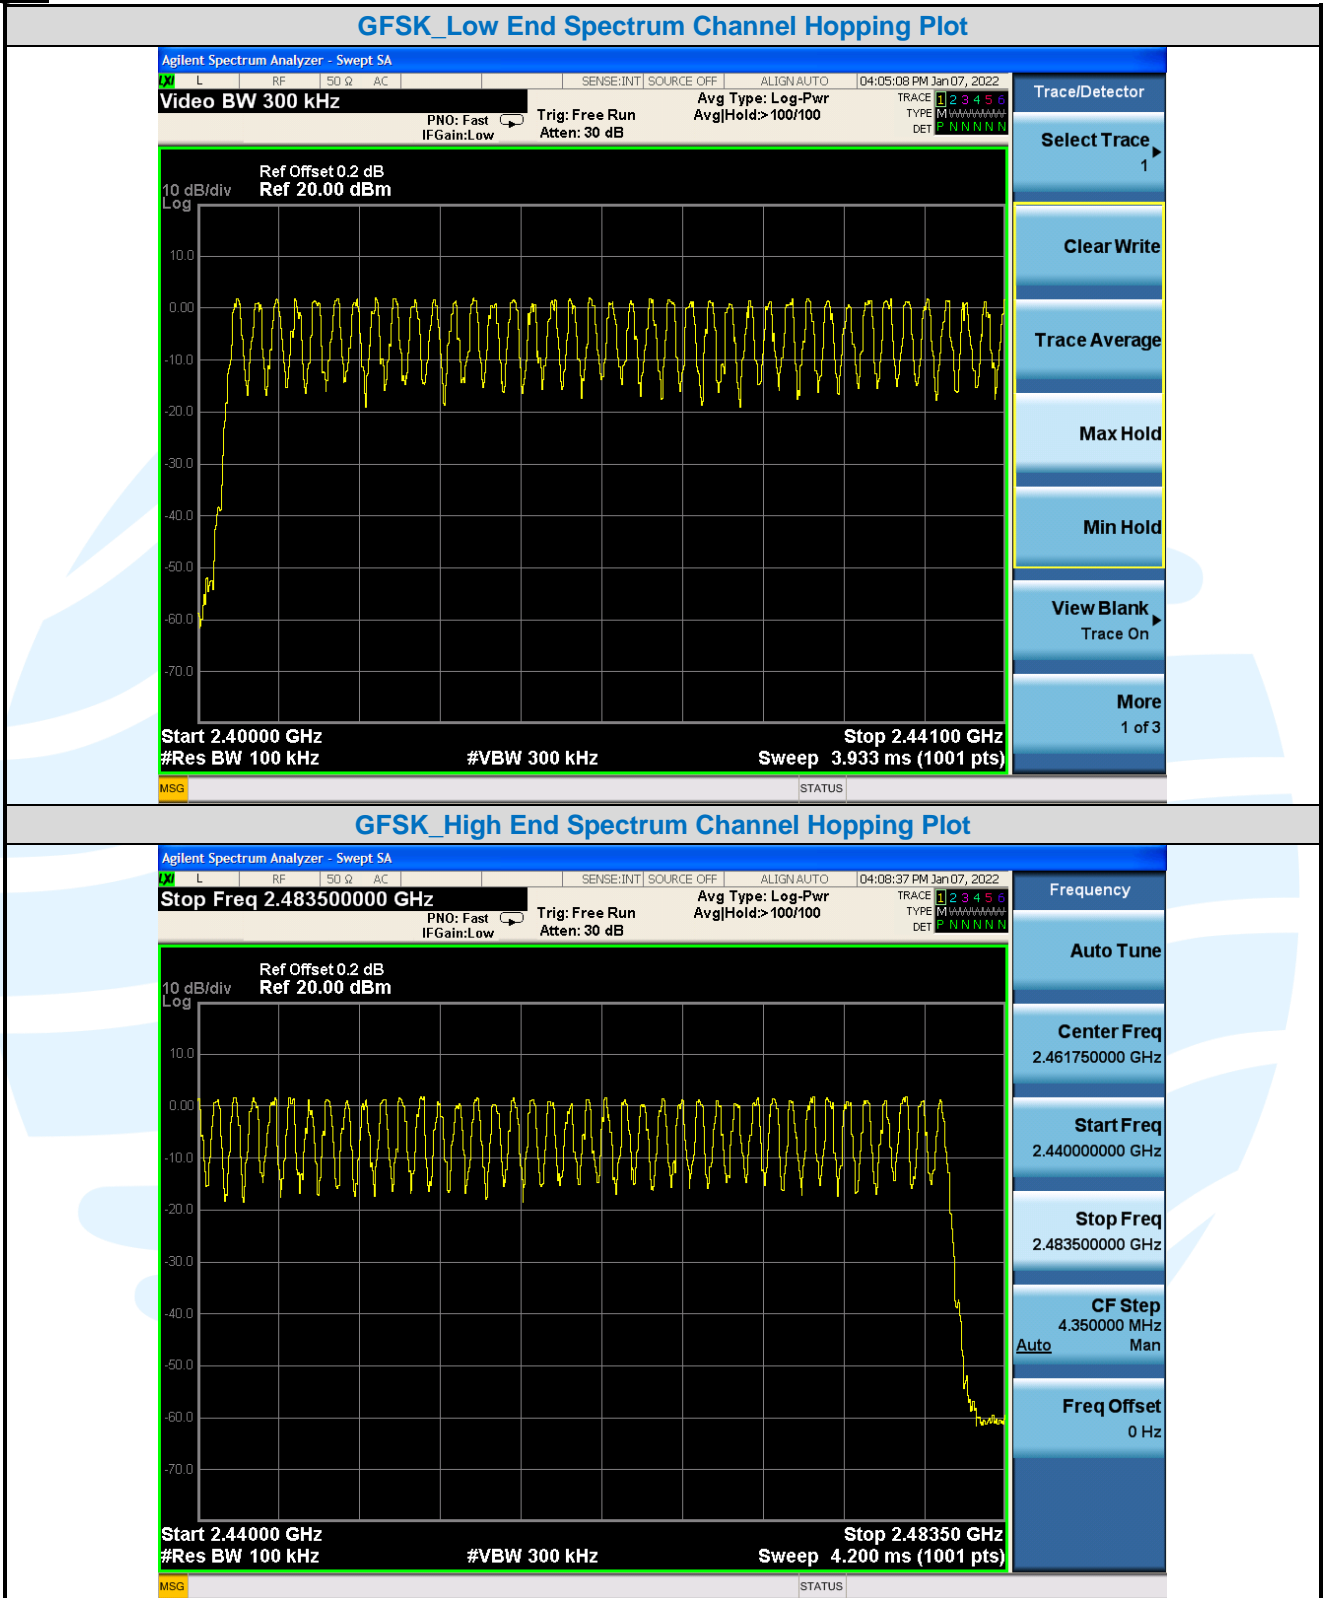 GFSK_Low End Spectrum Channel Hopping Plot
Agilent Spectrum Analyzer - Swept SA
LXI L RF 50 Ω AC SENSE:INT SOURCE OFF ALIGN AUTO 04:05:08 PM Jan 07, 2022
Video BW 300 kHz
PNO: Fast
IFGain:Low
Trig: Free Run
Atten: 30 dB
Avg Type: Log-Pwr
Avg|Hold:>100/100
TRACE 1 2 3 4 5 6
TYPE M W W W W W
DET P N N N N N
Ref Offset 0.2 dB
10 dB/div Ref 20.00 dBm
Log
10.0
0.00
-10.0
-20.0
-30.0
-40.0
-50.0
-60.0
-70.0
Start 2.40000 GHz Stop 2.44100 GHz
#Res BW 100 kHz #VBW 300 kHz Sweep 3.933 ms (1001 pts)
MSG STATUS
Trace/Detector
Select Trace
1
Clear Write
Trace Average
Max Hold
Min Hold
View Blank
Trace On
More
1 of 3
GFSK_High End Spectrum Channel Hopping Plot
Agilent Spectrum Analyzer - Swept SA
LXI L RF 50 Ω AC SENSE:INT SOURCE OFF ALIGN AUTO 04:08:37 PM Jan 07, 2022
Stop Freq 2.483500000 GHz
PNO: Fast
IFGain:Low
Trig: Free Run
Atten: 30 dB
Avg Type: Log-Pwr
Avg|Hold:>100/100
TRACE 1 2 3 4 5 6
TYPE M W W W W W
DET P N N N N N
Ref Offset 0.2 dB
10 dB/div Ref 20.00 dBm
Log
10.0
0.00
-10.0
-20.0
-30.0
-40.0
-50.0
-60.0
-70.0
Start 2.44000 GHz Stop 2.48350 GHz
#Res BW 100 kHz #VBW 300 kHz Sweep 4.200 ms (1001 pts)
MSG STATUS
Frequency
Auto Tune
Center Freq
2.461750000 GHz
Start Freq
2.440000000 GHz
Stop Freq
2.483500000 GHz
CF Step
4.350000 MHz
Auto Man
Freq Offset
0 Hz